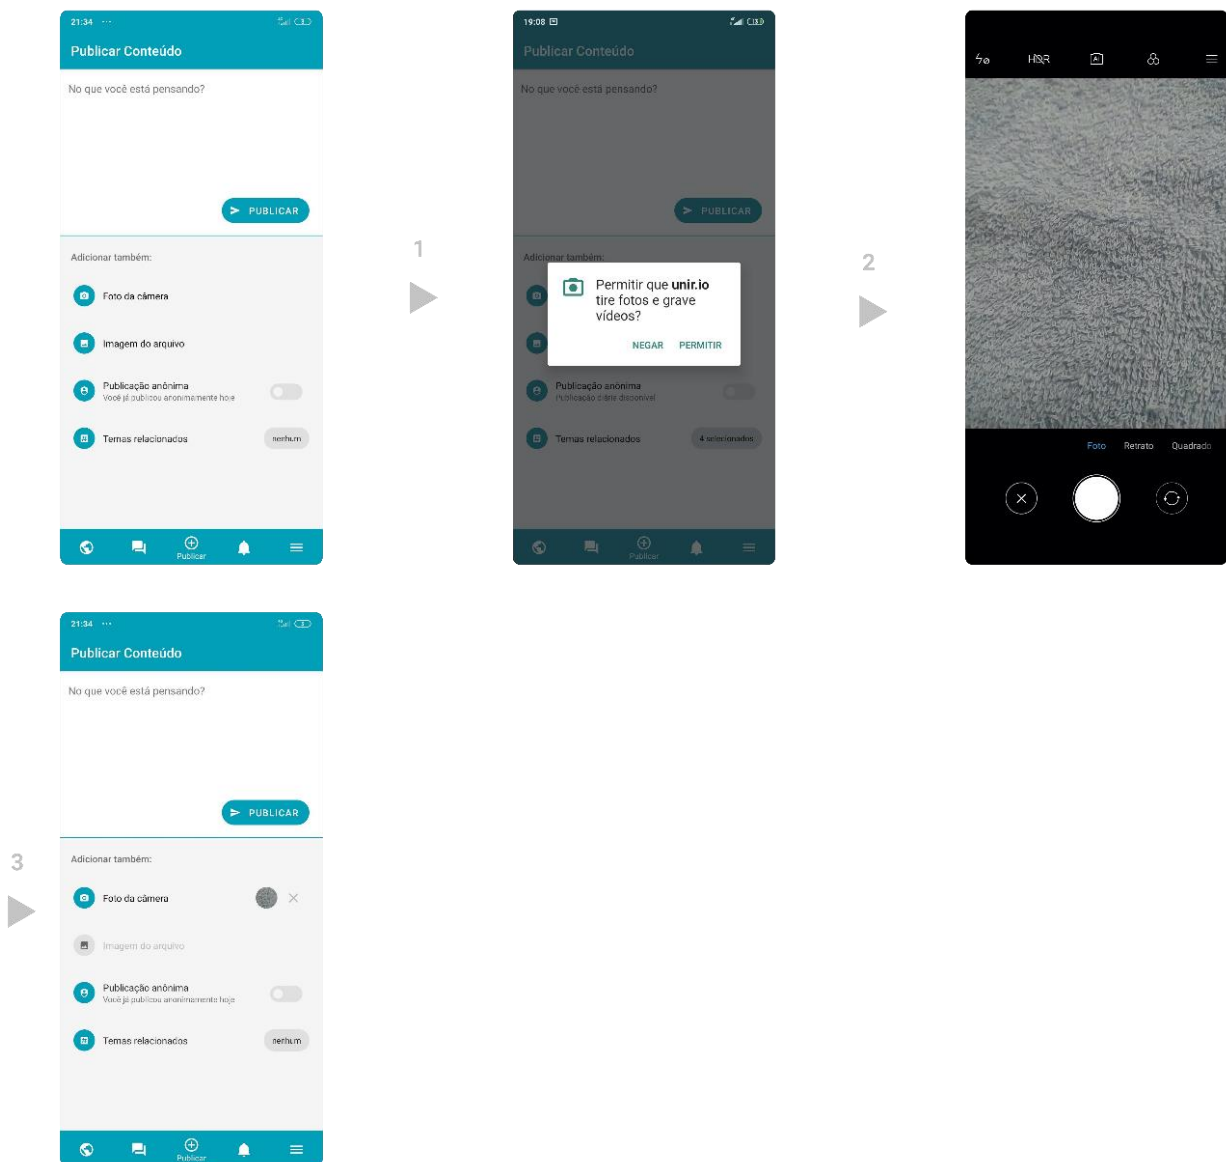 21:34 ...
Publicar Conteúdo
No que você está pensando?
PUBLICAR
Adicionar também:
Foto da câmera
Imagem do arquivo
Publicação anônima
Você já publicou anonimamente hoje
Temas relacionados
nenhum
Publicar
1
19:08
Publicar Conteúdo
No que você está pensando?
PUBLICAR
Adicionar também:
Permitir que unir.io
tire fotos e grave
vídeos?
NEGAR PERMITIR
Publicação anônima
Publicação diária disponível
Temas relacionados
4 selecionados
Publicar
2
HDR
AI
Foto Retrato Quadrado
3
21:34 ...
Publicar Conteúdo
No que você está pensando?
PUBLICAR
Adicionar também:
Foto da câmera
Imagem do arquivo
Publicação anônima
Você já publicou anonimamente hoje
Temas relacionados
nenhum
Publicar